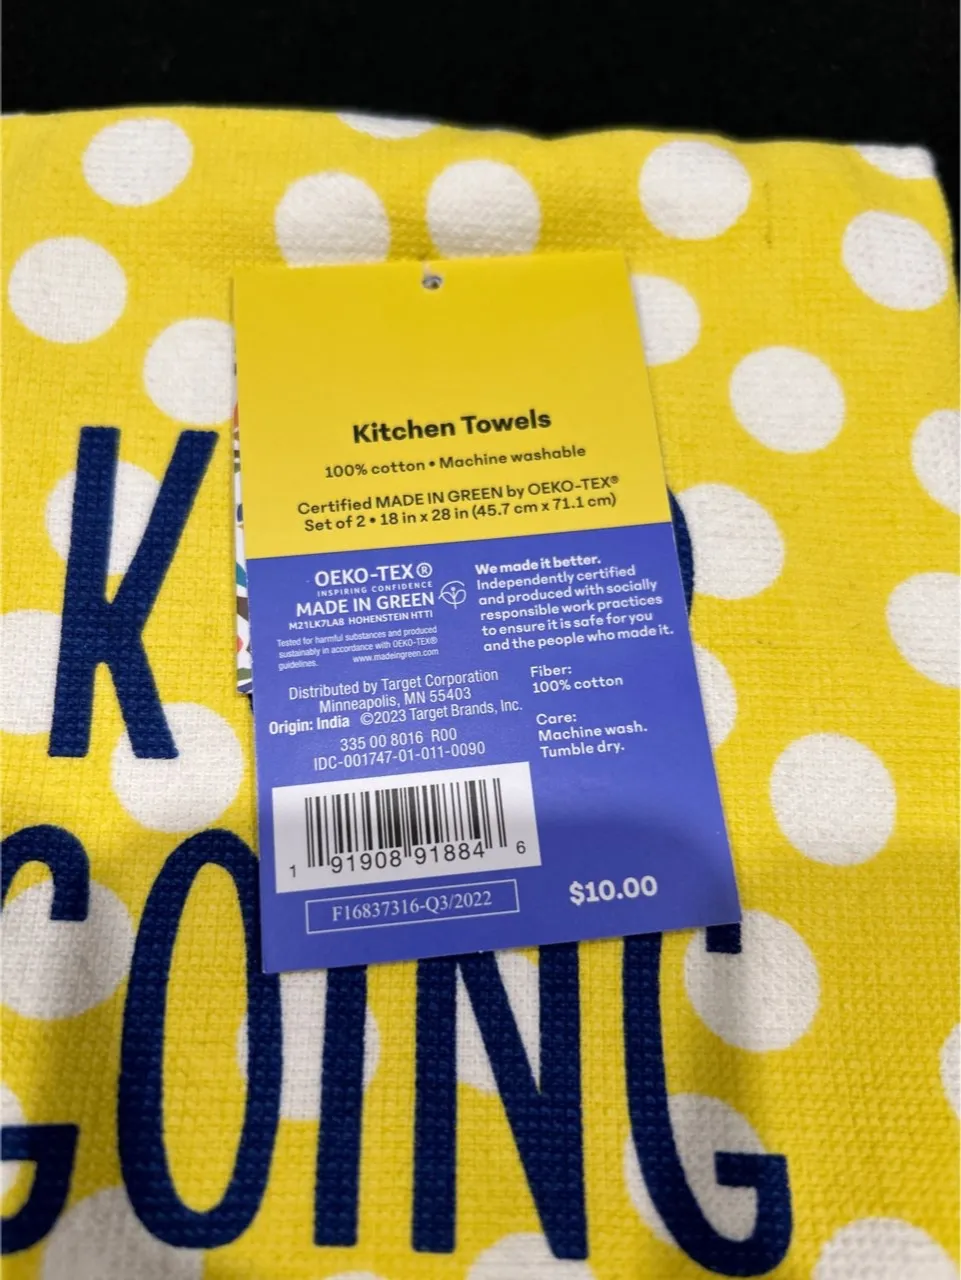 Kitchen Towels
100% cotton • Machine washable
Certified MADE IN GREEN by OEKO-TEX®
Set of 2 • 18 in x 28 in (45.7 cm x 71.1 cm)
OEKO-TEX®
INSPIRING CONFIDENCE
MADE IN GREEN
M21LK7LAB HOHENSTEIN HTTI
Tested for harmful substances and produced
sustainably in accordance with OEKO-TEX®
guidelines. www.madeingreen.com
We made it better.
Independently certified
and produced with socially
responsible work practices
to ensure it is safe for you
and the people who made it.
Distributed by Target Corporation
Minneapolis, MN 55403
Origin: India ©2023 Target Brands, Inc.
335 00 8016 R00
IDC-001747-01-011-0090
Fiber:
100% cotton
Care:
Machine wash.
Tumble dry.
1 91908 91884 6
F16837316-Q3/2022
$10.00
K
GOING